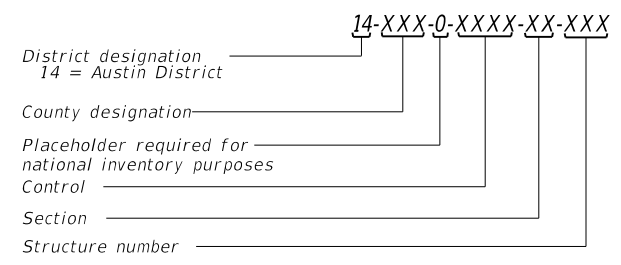 14-XXX-0-XXXX-XX-XXX
District designation
14 = Austin District
County designation
Placeholder required for
national inventory purposes
Control
Section
Structure number